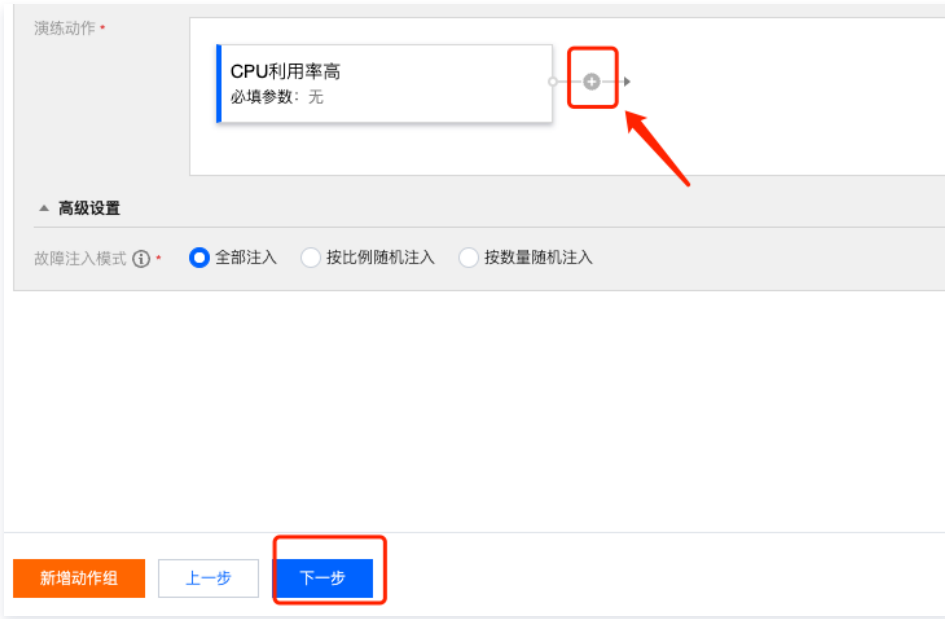 演练动作 *
CPU利用率高
必填参数：无
高级设置
故障注入模式 * 全部注入 按比例随机注入 按数量随机注入
新增动作组 上一步 下一步